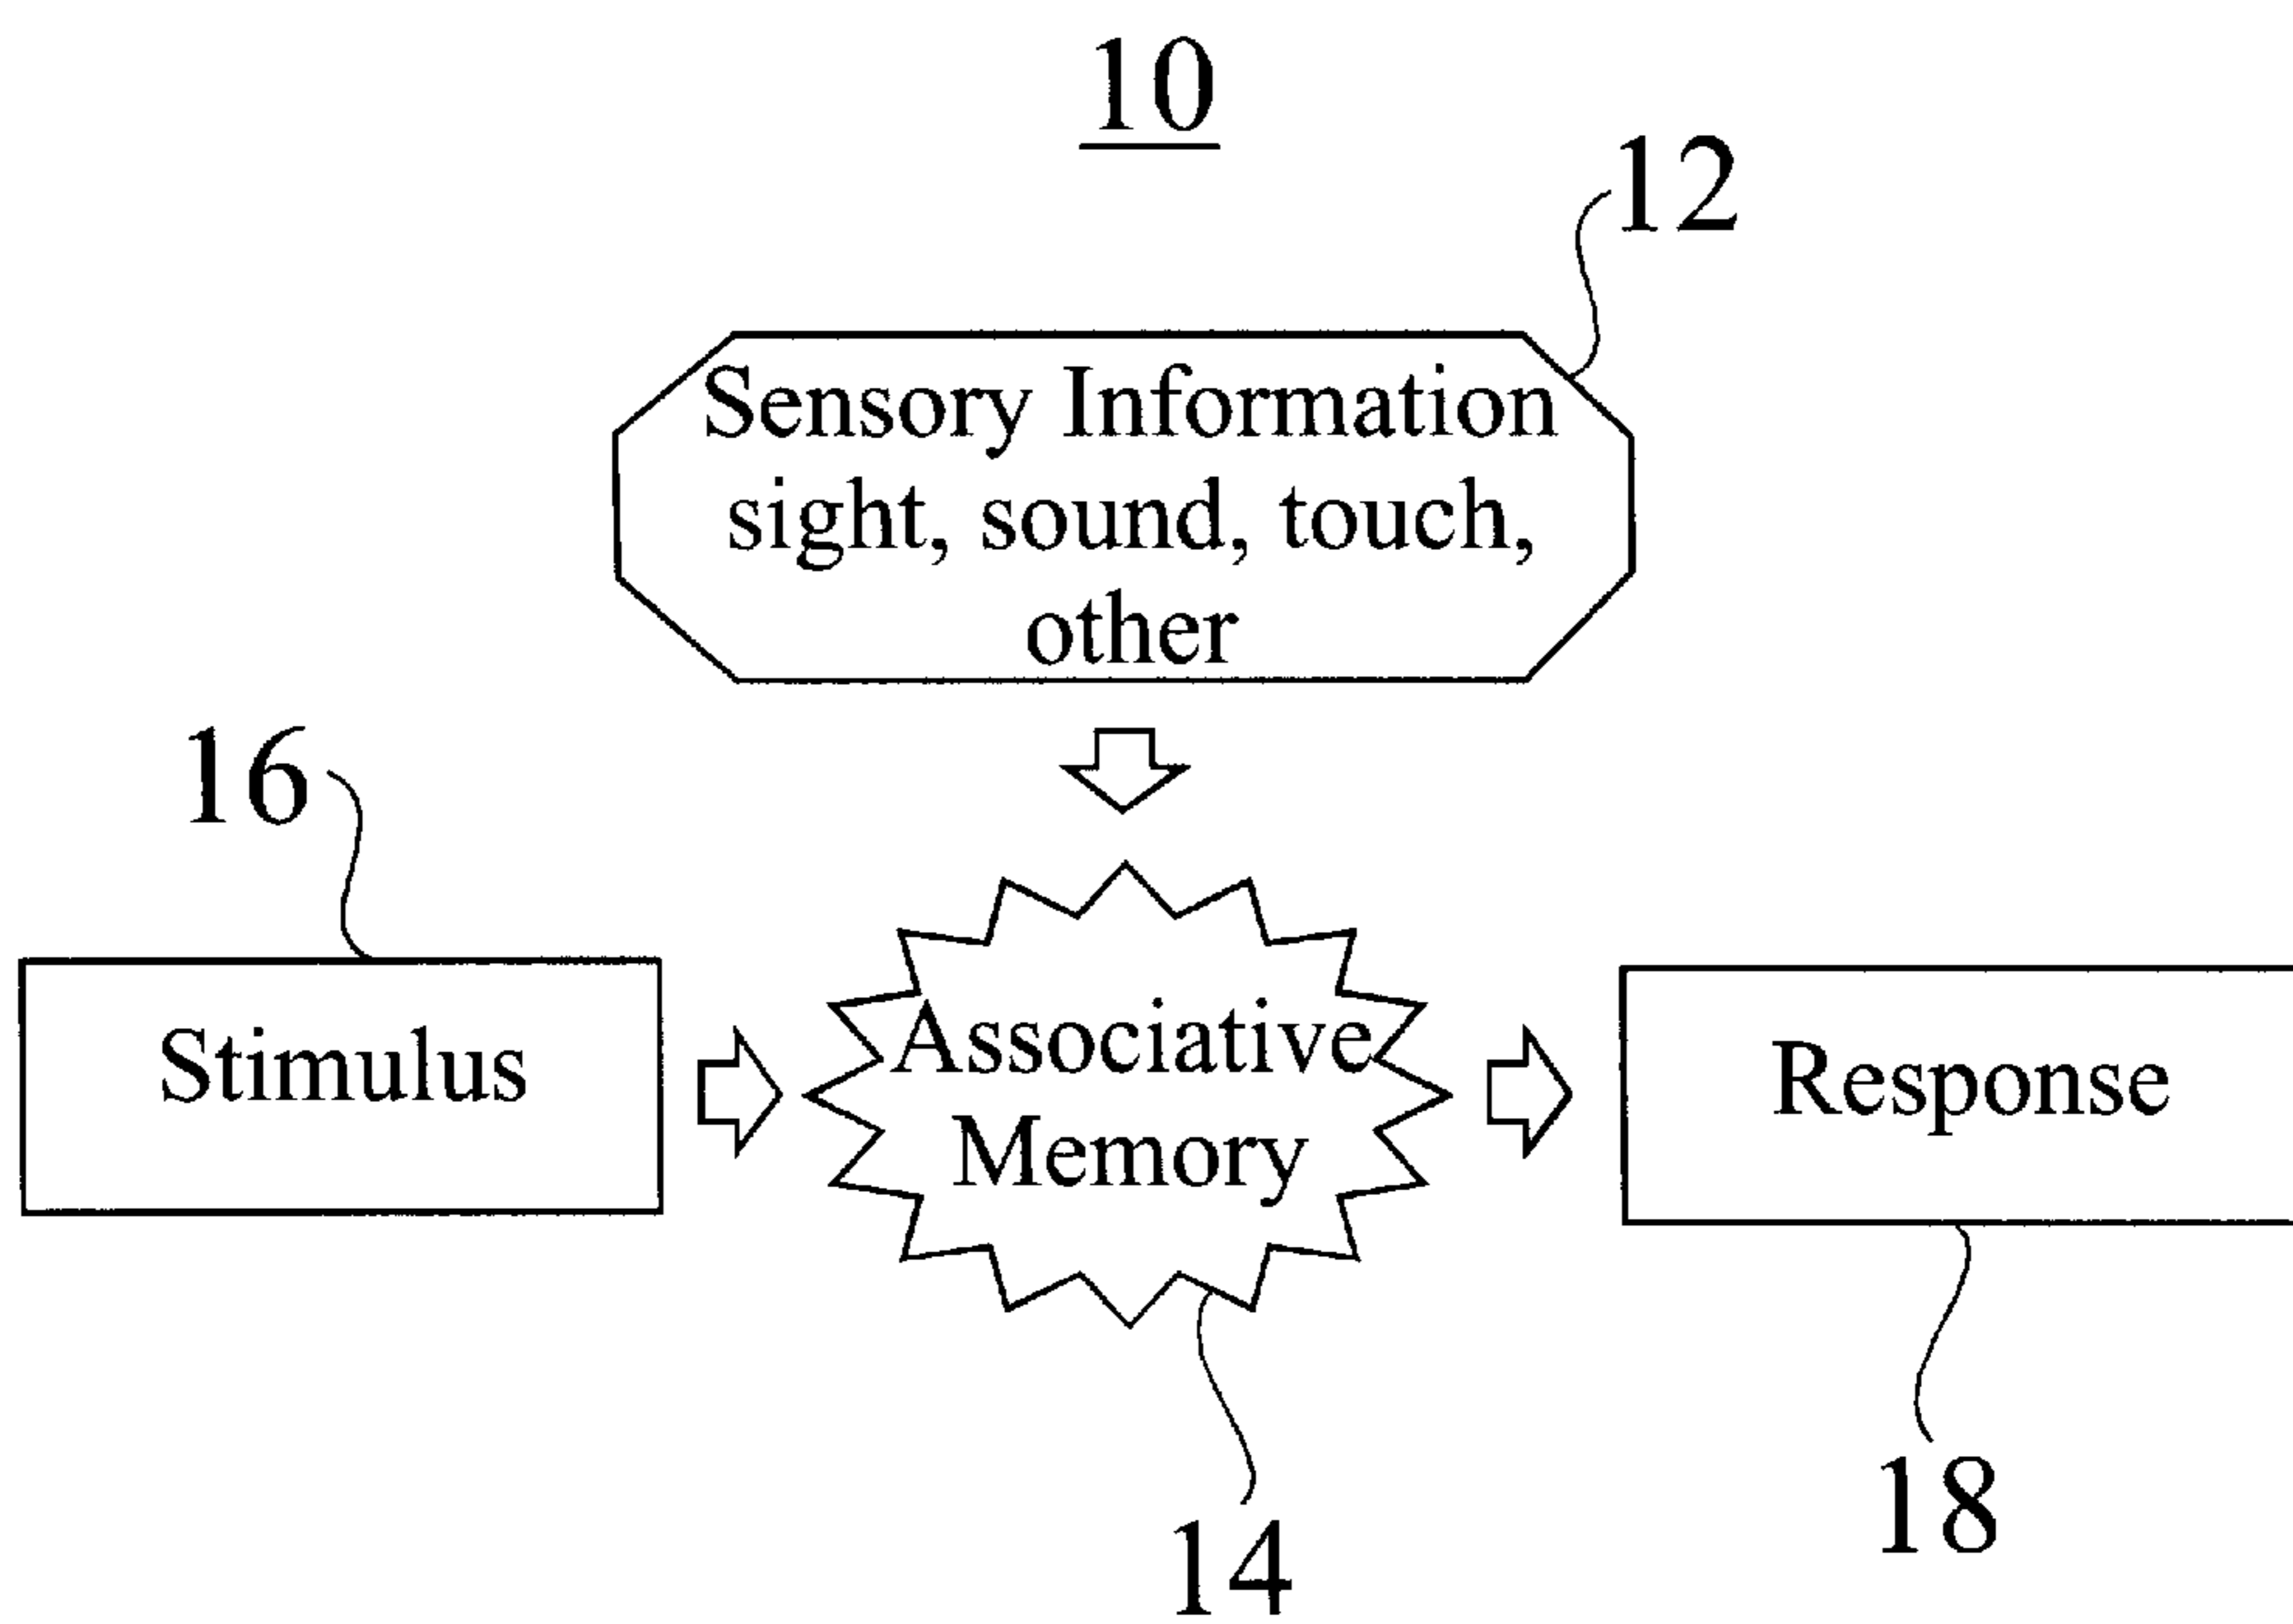 10
12
Sensory Information
sight, sound, touch,
other
16
Stimulus
Associative
Memory
Response
14
18